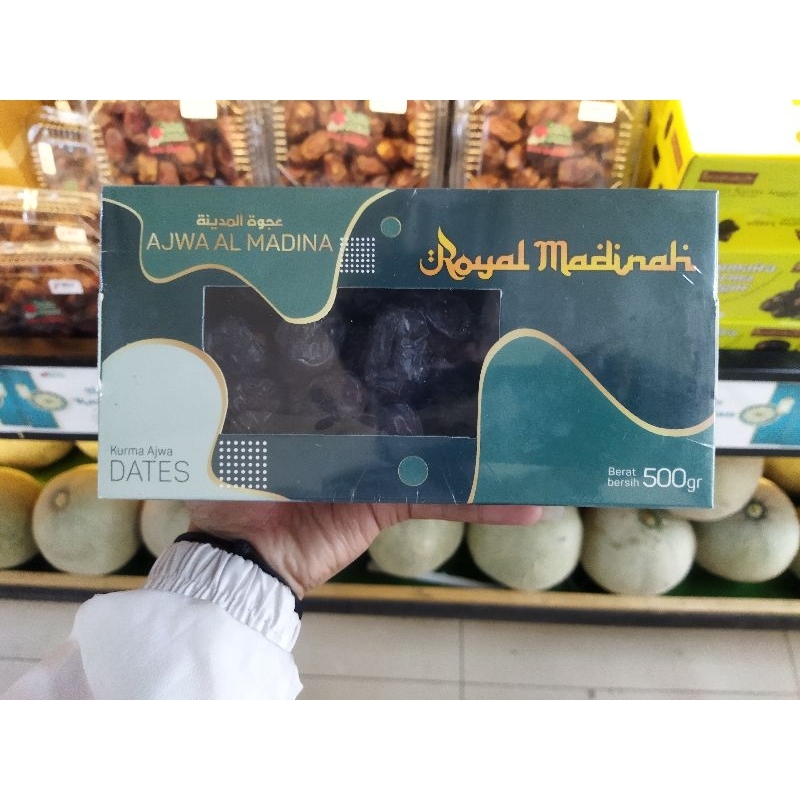 عجوة المدينة
AJWA AL MADINA
Royal Madinah
Kurma Ajwa
DATES
Berat
bersih 500gr